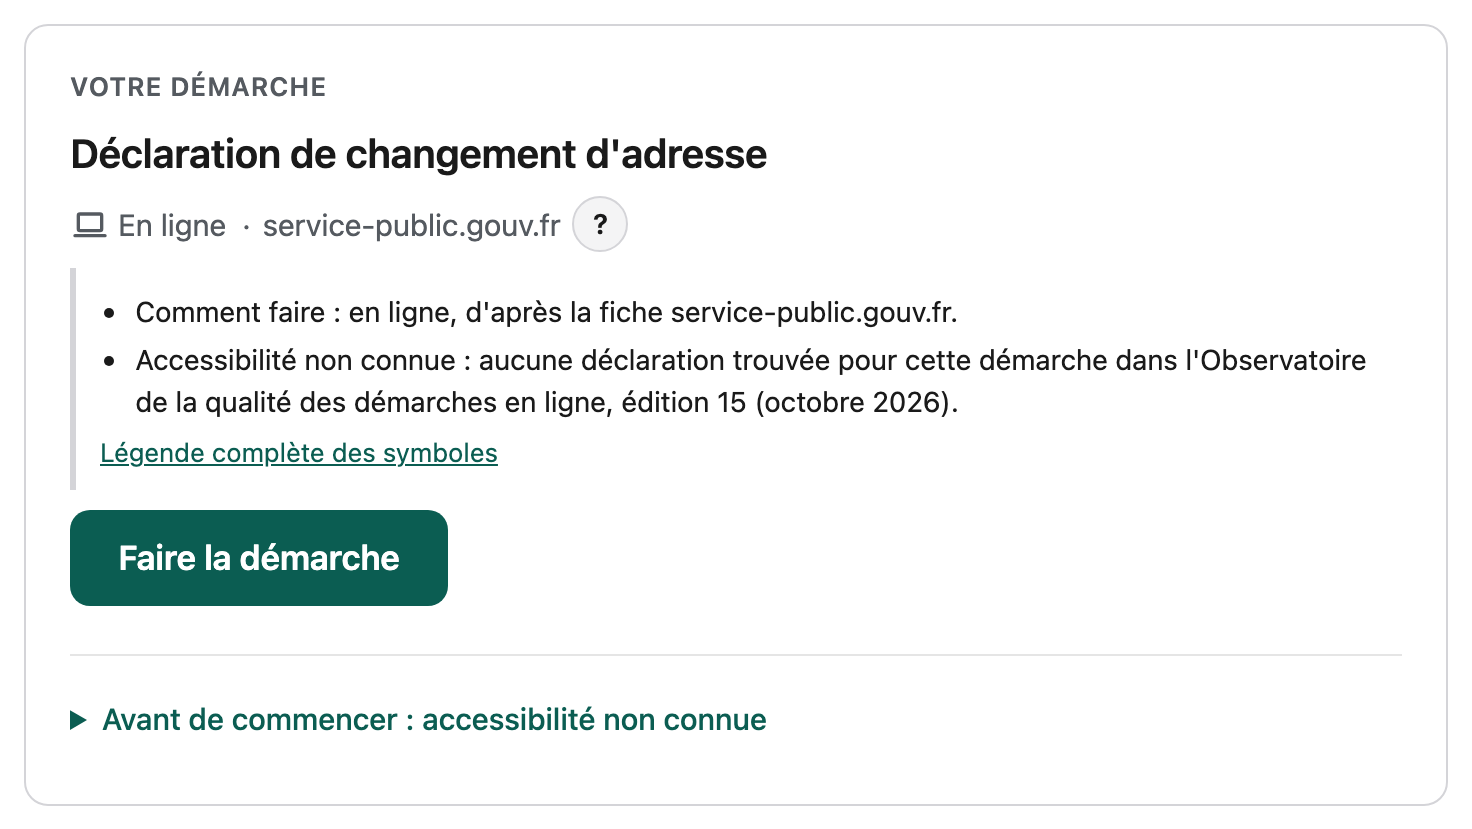 VOTRE DÉMARCHE
Déclaration de changement d'adresse
En ligne · service-public.gouv.fr ?
• Comment faire : en ligne, d'après la fiche service-public.gouv.fr.
• Accessibilité non connue : aucune déclaration trouvée pour cette démarche dans l'Observatoire
de la qualité des démarches en ligne, édition 15 (octobre 2026).
Légende complète des symboles
Faire la démarche
Avant de commencer : accessibilité non connue